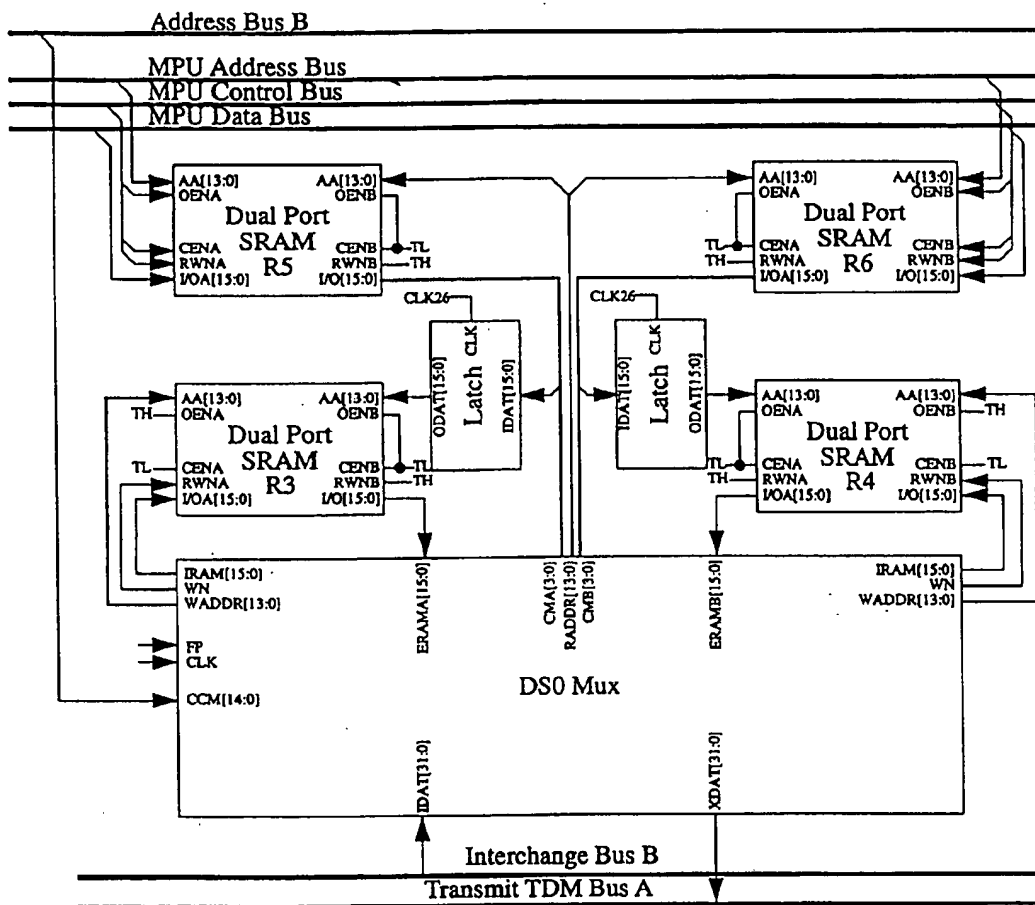 Address Bus B
MPU Address Bus
MPU Control Bus
MPU Data Bus
AA[13:0] AA[13:0]
OENA OENB
Dual Port
SRAM
R5
CENA CENB TL
RWNA RWNB TH
I/OA[15:0] I/O[15:0]
AA[13:0] AA[13:0]
OENA OENB
Dual Port
SRAM
R6
TL CENA CENB
TH RWNA RWNB
I/OA[15:0] I/O[15:0]
CLK26
CLK
Latch
ODAT[15:0]
IDAT[15:0]
CLK26
CLK
Latch
IDAT[15:0]
ODAT[15:0]
AA[13:0] AA[13:0]
TH OENA OENB
Dual Port
SRAM
R3
TL CENA CENB TL
RWNA RWNB TH
I/OA[15:0] I/O[15:0]
AA[13:0] AA[13:0]
OENA OENB TH
Dual Port
SRAM
R4
TL CENA CENB TL
TH RWNA RWNB
I/OA[15:0] I/O[15:0]
IRAM[15:0]
WN
WADDR[13:0]
FP
CLK
CCM[14:0]
ERAMA[15:0]
CMA[3:0]
RADDR[13:0]
CMB[3:0]
ERAMB[15:0]
IRAM[15:0]
WN
WADDR[13:0]
DS0 Mux
IDAT[31:0]
XDAT[31:0]
Interchange Bus B
Transmit TDM Bus A